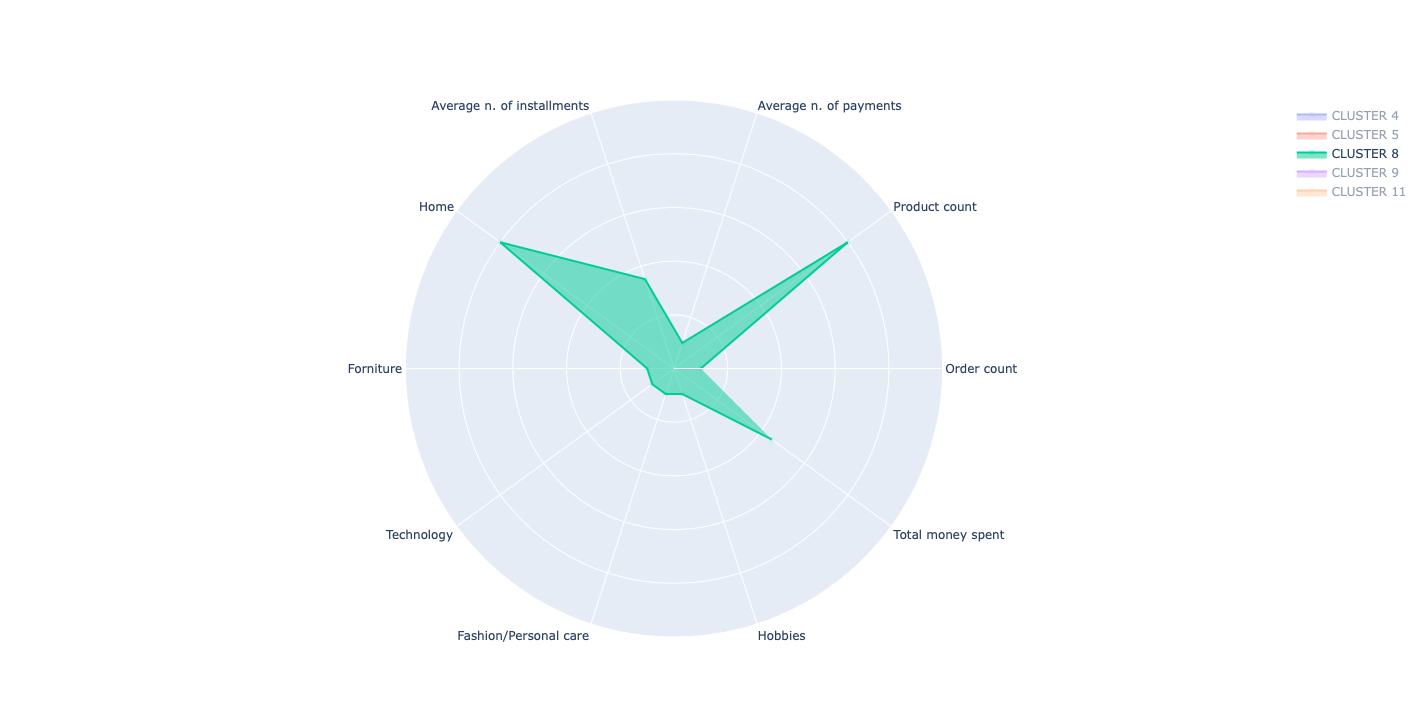 Average n. of installments
Average n. of payments
Home
Product count
Forniture
Order count
Technology
Total money spent
Fashion/Personal care
Hobbies
CLUSTER 4
CLUSTER 5
CLUSTER 8
CLUSTER 9
CLUSTER 11